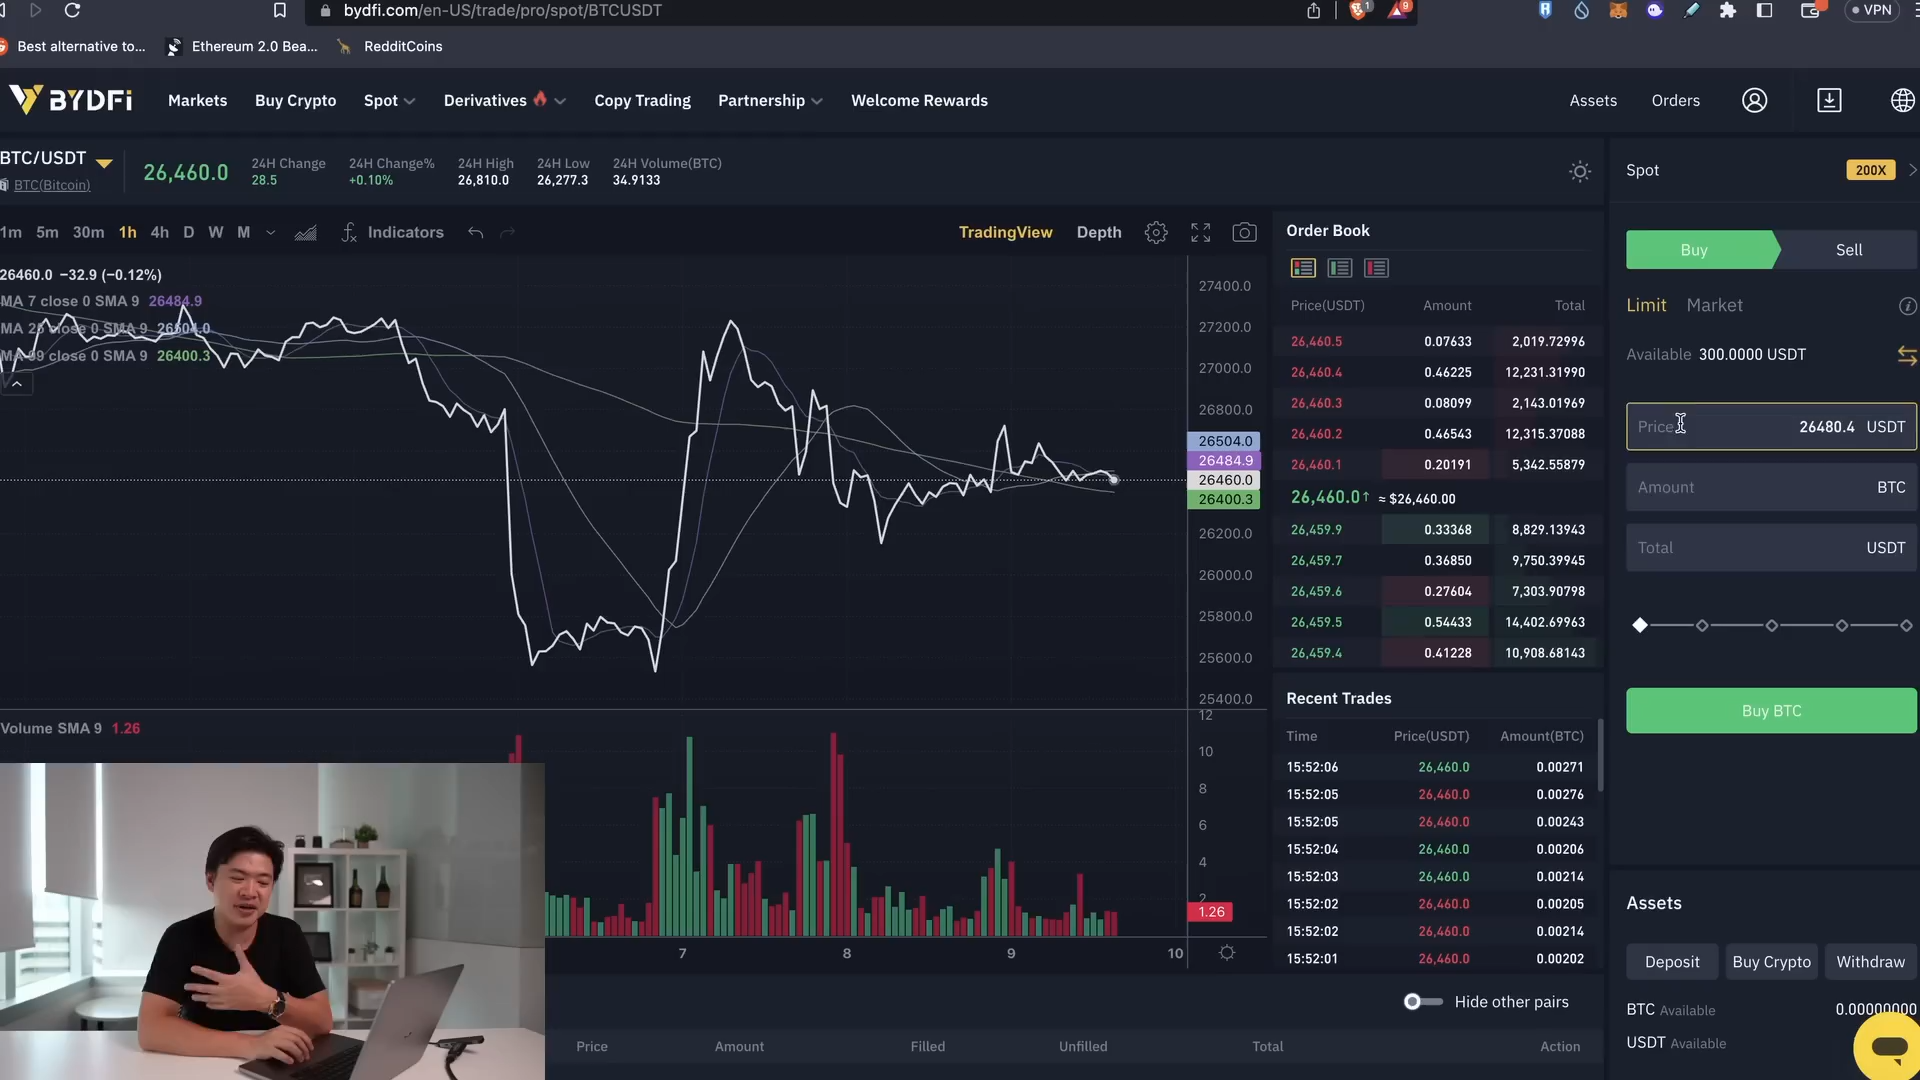 bydfi.com/en-US/trade/pro/spot/BTCUSDT
1
9
VPN
Best alternative to...
Ethereum 2.0 Bea...
RedditCoins
BYDFi
Markets
Buy Crypto
Spot
Derivatives
Copy Trading
Partnership
Welcome Rewards
Assets
Orders
BTC/USDT
BTC(Bitcoin)
26,460.0
24H Change
28.5
24H Change%
+0.10%
24H High
26,810.0
24H Low
26,277.3
24H Volume(BTC)
34.9133
1m 5m 30m 1h 4h D W M
Indicators
TradingView
Depth
26460.0 −32.9 (−0.12%)
MA 7 close 0 SMA 9 26484.9
MA 25 close 0 SMA 9 26504.0
MA 99 close 0 SMA 9 26400.3
27400.0
27200.0
27000.0
26800.0
26504.0
26484.9
26460.0
26400.3
26200.0
26000.0
25800.0
25600.0
25400.0
Volume SMA 9 1.26
12
10
8
6
4
2
1.26
7 8 9 10
Order Book
Price(USDT) Amount Total
26,460.5 0.07633 2,019.72996
26,460.4 0.46225 12,231.31990
26,460.3 0.08099 2,143.01969
26,460.2 0.46543 12,315.37088
26,460.1 0.20191 5,342.55879
26,460.0↑ ≈ $26,460.00
26,459.9 0.33368 8,829.13943
26,459.7 0.36850 9,750.39945
26,459.6 0.27604 7,303.90798
26,459.5 0.54433 14,402.69963
26,459.4 0.41228 10,908.68143
Recent Trades
Time Price(USDT) Amount(BTC)
15:52:06 26,460.0 0.00271
15:52:05 26,460.0 0.00276
15:52:05 26,460.0 0.00243
15:52:04 26,460.0 0.00206
15:52:03 26,460.0 0.00214
15:52:02 26,460.0 0.00205
15:52:02 26,460.0 0.00214
15:52:01 26,460.0 0.00202
Hide other pairs
Price Amount Filled Unfilled Total Action
Spot
200X
Buy
Sell
Limit
Market
Available 300.0000 USDT
Price 26480.4 USDT
Amount BTC
Total USDT
Buy BTC
Assets
Deposit
Buy Crypto
Withdraw
BTC Available 0.00000000
USDT Available